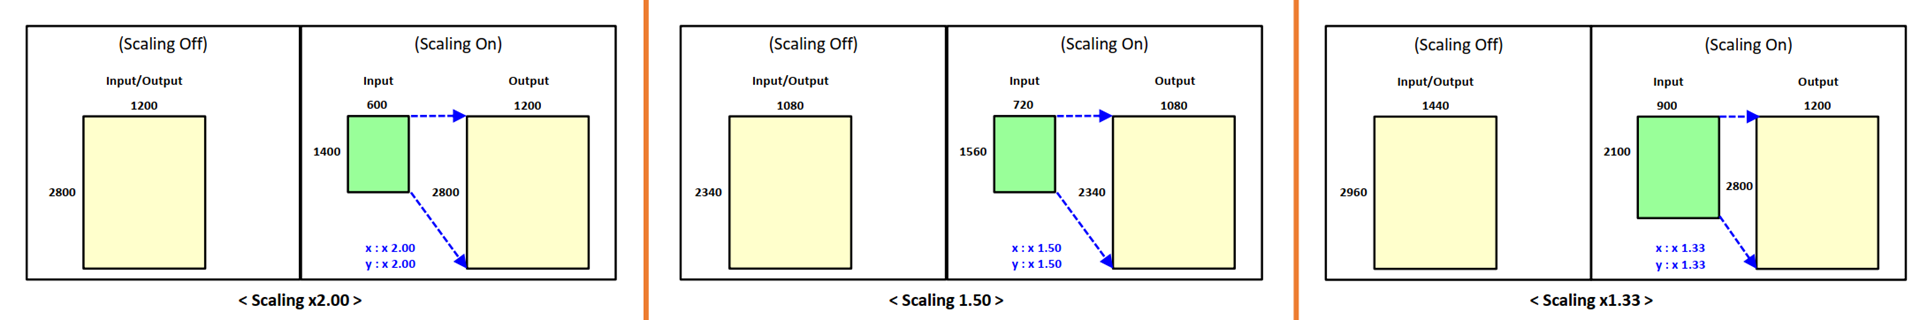 (Scaling Off)
Input/Output
1200
2800
(Scaling On)
Input
Output
600
1200
1400
2800
x : x 2.00
y : x 2.00
< Scaling x2.00 >
(Scaling Off)
Input/Output
1080
2340
(Scaling On)
Input
Output
720
1080
1560
2340
x : x 1.50
y : x 1.50
< Scaling 1.50 >
(Scaling Off)
Input/Output
1440
2960
(Scaling On)
Input
Output
900
1200
2100
2800
x : x 1.33
y : x 1.33
< Scaling x1.33 >